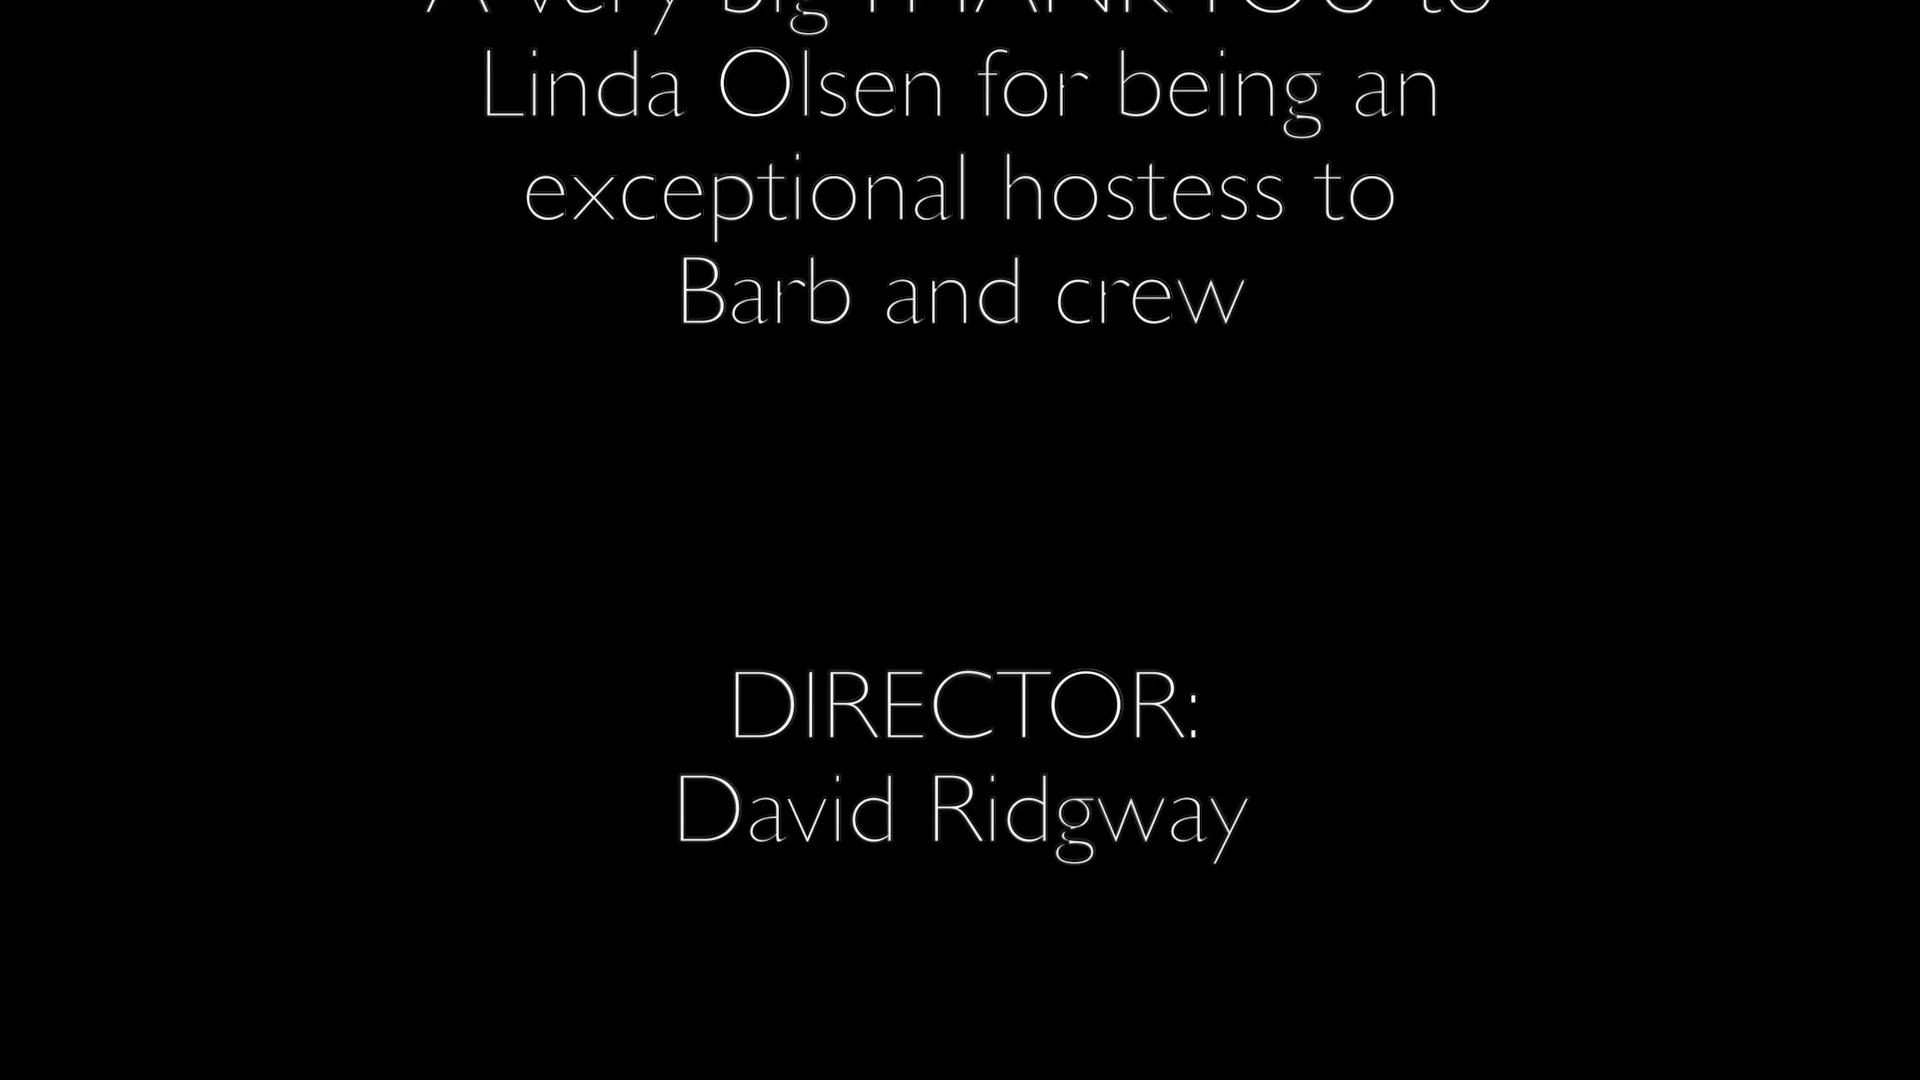 A very Big THANK YOU to
Linda Olsen for being an
exceptional hostess to
Barb and crew
DIRECTOR:
David Ridgway